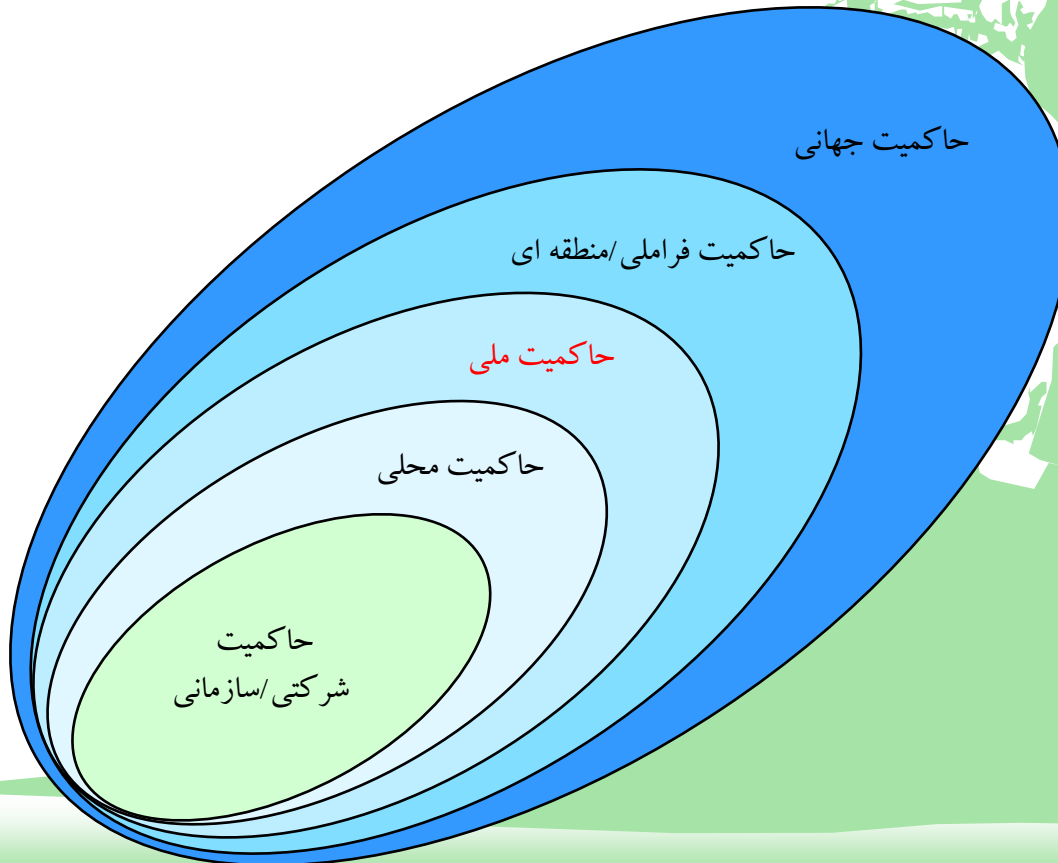 حاکمیت جهانی
حاکمیت فراملی/منطقه ای
حاکمیت ملی
حاکمیت محلی
حاکمیت
شرکتی/سازمانی